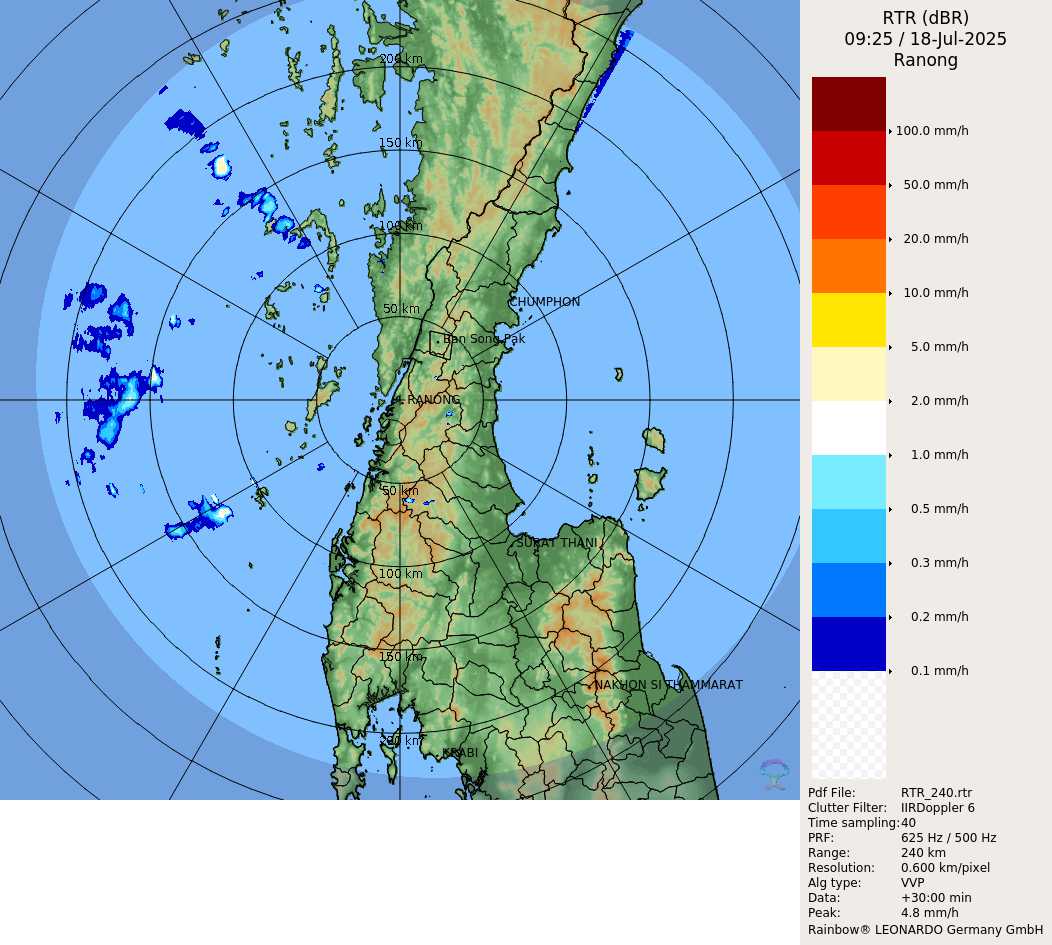 RTR (dBR)
09:25 / 18-Jul-2025
Ranong
200 km
150 km
100 km
50 km
CHUMPHON
Ban Song Pak
RANONG
50 km
SURAT THANI
100 km
150 km
NAKHON SI THAMMARAT
200 km
KRABI
100.0 mm/h
50.0 mm/h
20.0 mm/h
10.0 mm/h
5.0 mm/h
2.0 mm/h
1.0 mm/h
0.5 mm/h
0.3 mm/h
0.2 mm/h
0.1 mm/h
Pdf File: RTR_240.rtr
Clutter Filter: IIRDoppler 6
Time sampling:40
PRF: 625 Hz / 500 Hz
Range: 240 km
Resolution: 0.600 km/pixel
Alg type: VVP
Data: +30:00 min
Peak: 4.8 mm/h
Rainbow® LEONARDO Germany GmbH